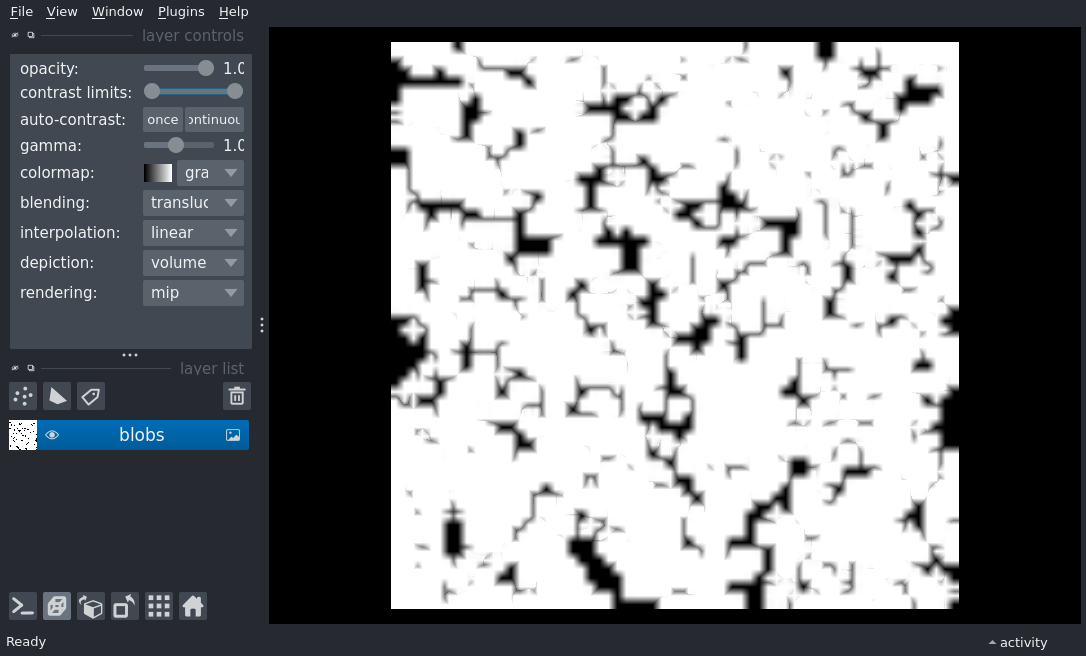 File View Window Plugins Help
layer controls
opacity: 1.0
contrast limits:
auto-contrast: once ontinuou
gamma: 1.0
colormap: gra
blending: transluc
interpolation: linear
depiction: volume
rendering: mip
layer list
blobs
Ready activity